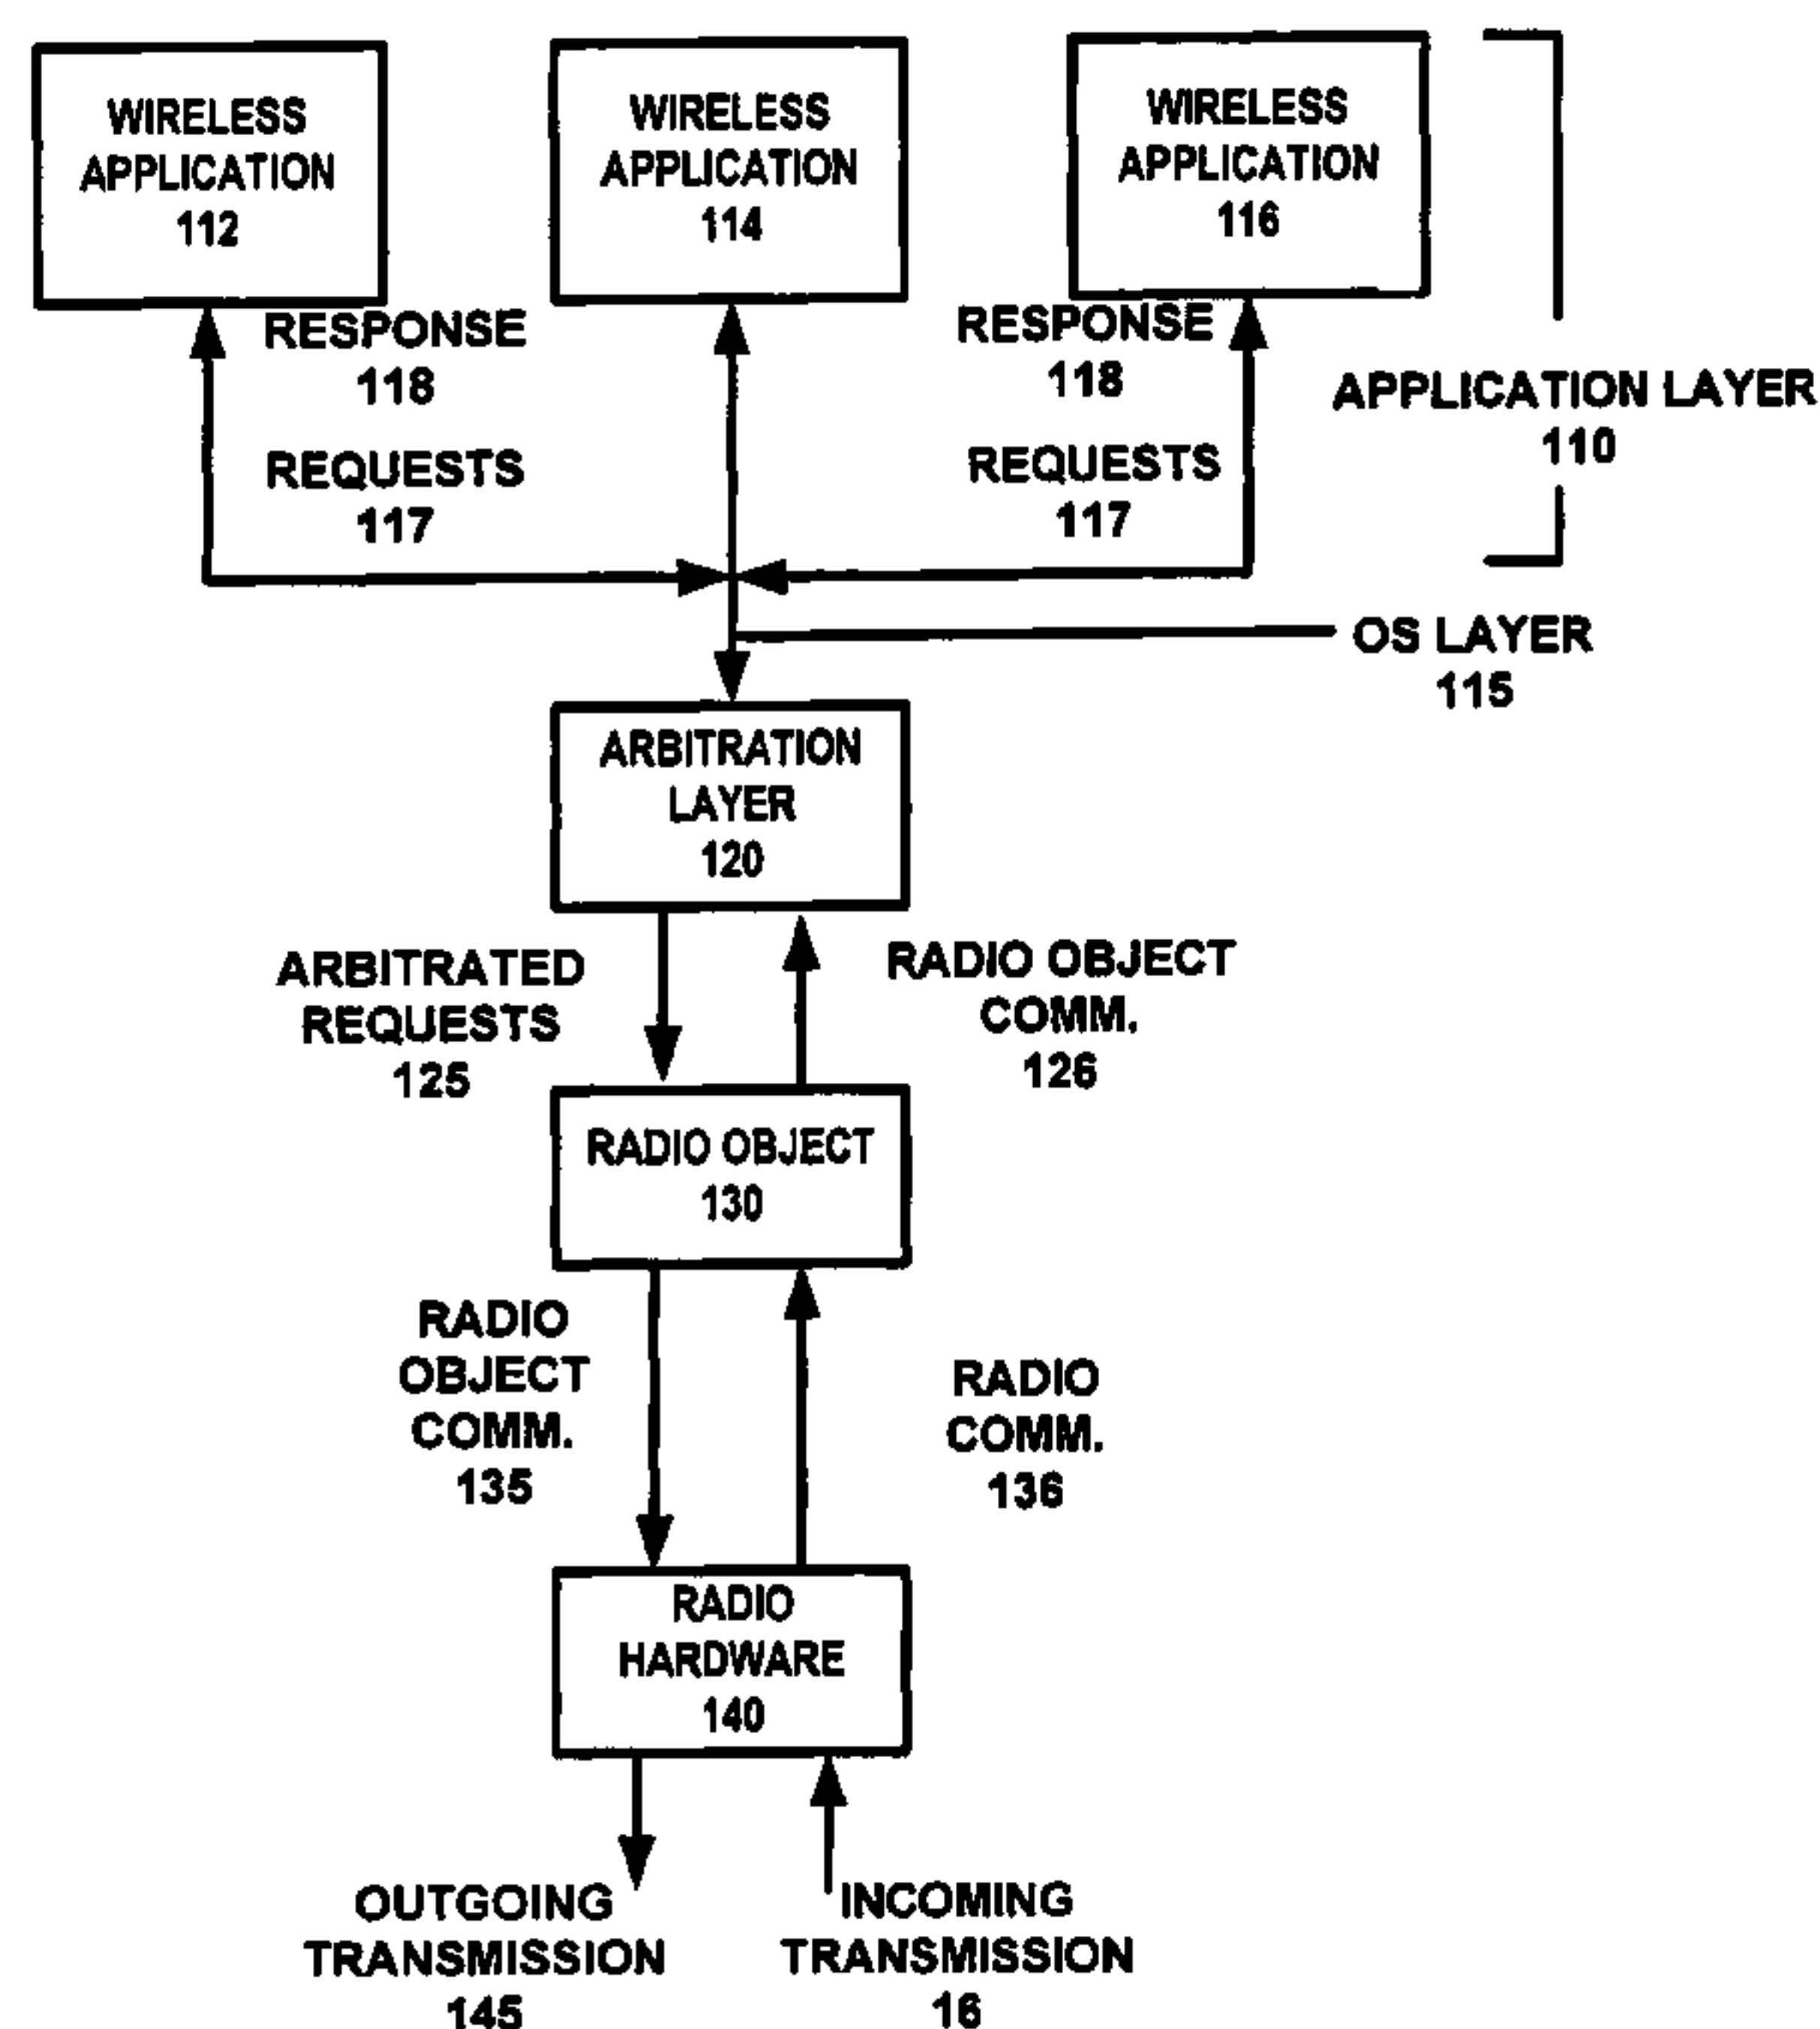 WIRELESS
APPLICATION
112
WIRELESS
APPLICATION
114
WIRELESS
APPLICATION
116
RESPONSE
118
RESPONSE
118
APPLICATION LAYER
110
REQUESTS
117
REQUESTS
117
OS LAYER
115
ARBITRATION
LAYER
120
ARBITRATED
REQUESTS
125
RADIO OBJECT
COMM.
126
RADIO OBJECT
130
RADIO
OBJECT
COMM.
135
RADIO
COMM.
136
RADIO
HARDWARE
140
OUTGOING
TRANSMISSION
145
INCOMING
TRANSMISSION
16